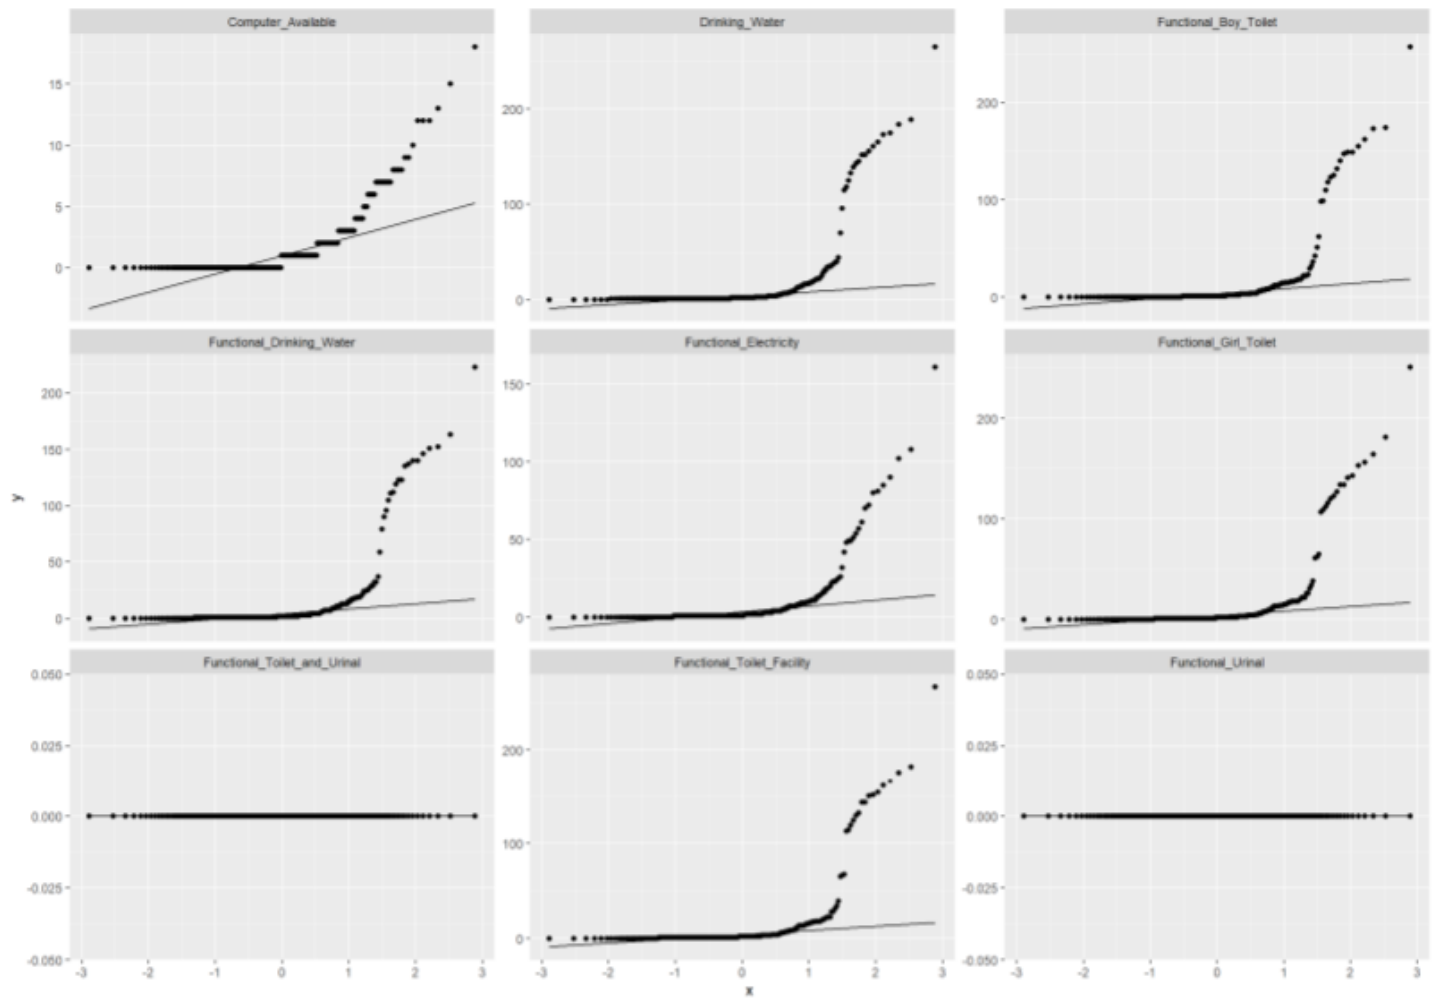 Computer_Available
Drinking_Water
Functional_Boy_Toilet
15
10
5
0
200
100
0
200
100
0
Functional_Drinking_Water
Functional_Electricity
Functional_Girl_Toilet
200
150
100
50
0
150
100
50
0
200
100
0
y
Functional_Toilet_and_Urinal
Functional_Toilet_Facility
Functional_Urinal
0.050
0.025
0.000
-0.025
-0.050
200
100
0
0.050
0.025
0.000
-0.025
-0.050
-3 -2 -1 0 1 2 3
-3 -2 -1 0 1 2 3
-3 -2 -1 0 1 2 3
x